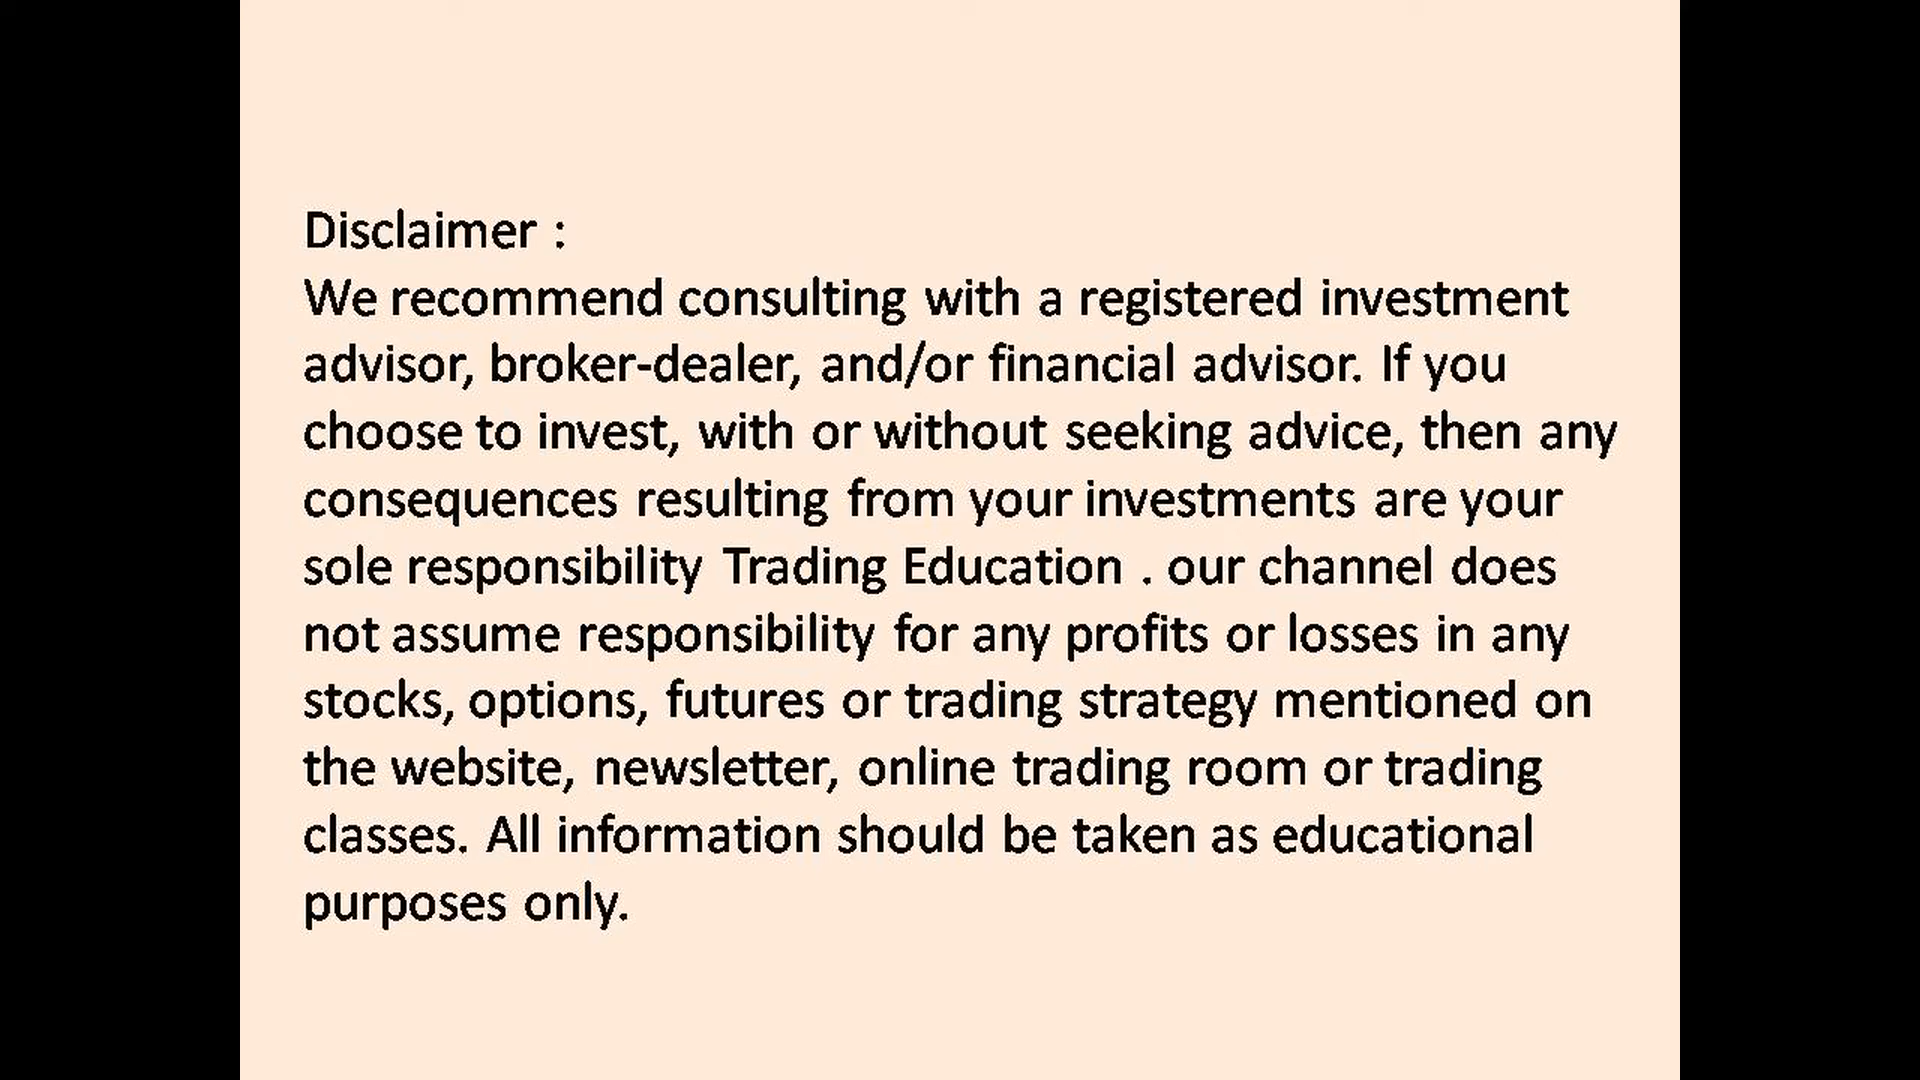 Disclaimer :
We recommend consulting with a registered investment
advisor, broker-dealer, and/or financial advisor. If you
choose to invest, with or without seeking advice, then any
consequences resulting from your investments are your
sole responsibility Trading Education . our channel does
not assume responsibility for any profits or losses in any
stocks, options, futures or trading strategy mentioned on
the website, newsletter, online trading room or trading
classes. All information should be taken as educational
purposes only.